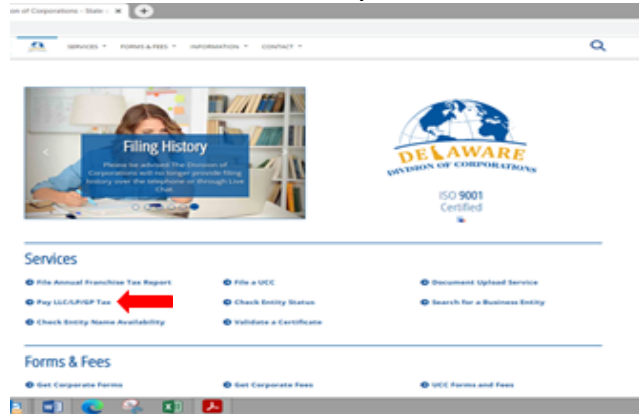 on of Corporations - State -
SERVICES FORMS & FEES INFORMATION CONTACT
Filing History
Please be advised The Division of
Corporations will no longer provide filing
history over the telephone or through Live
Chat.
DELAWARE
DIVISION OF CORPORATIONS
ISO 9001
Certified
Services
File Annual Franchise Tax Report
File a UCC
Document Upload Service
Pay LLC/LP/GP Tax
Check Entity Status
Search for a Business Entity
Check Entity Name Availability
Validate a Certificate
Forms & Fees
Get Corporate Forms
Get Corporate Fees
UCC Forms and Fees